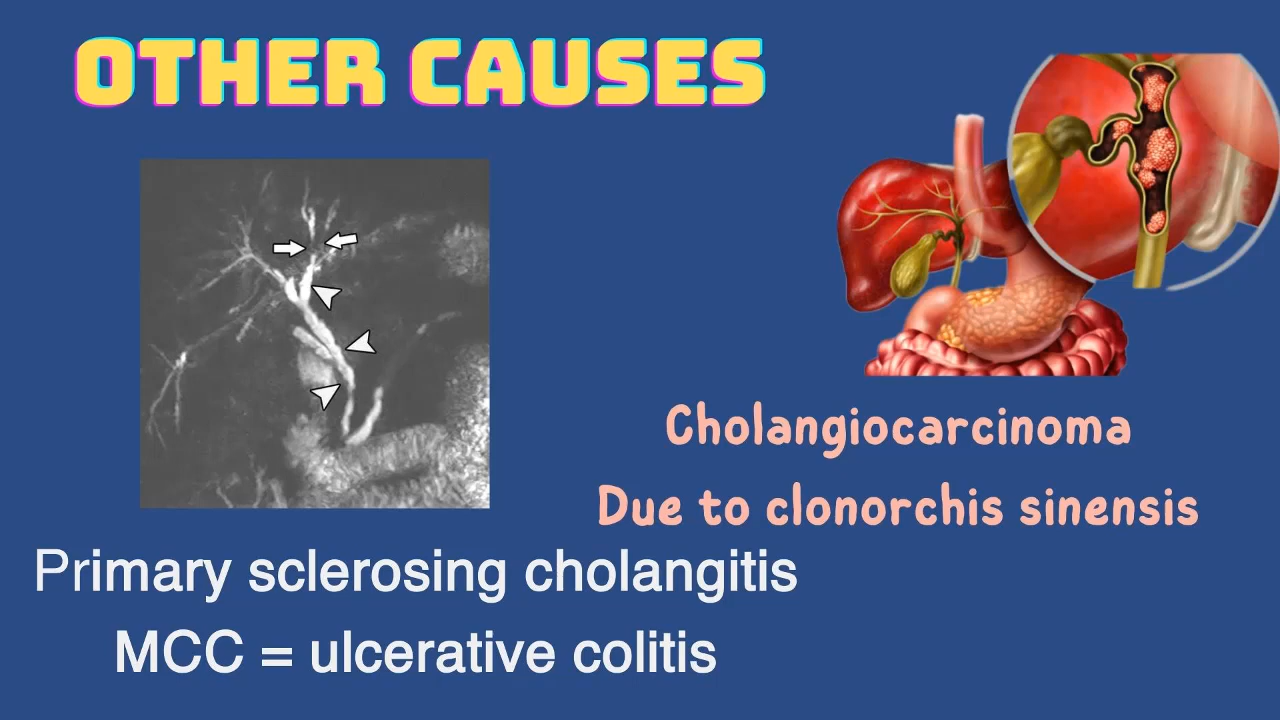 OTHER CAUSES
Cholangiocarcinoma
Due to clonorchis sinensis
Primary sclerosing cholangitis
MCC = ulcerative colitis